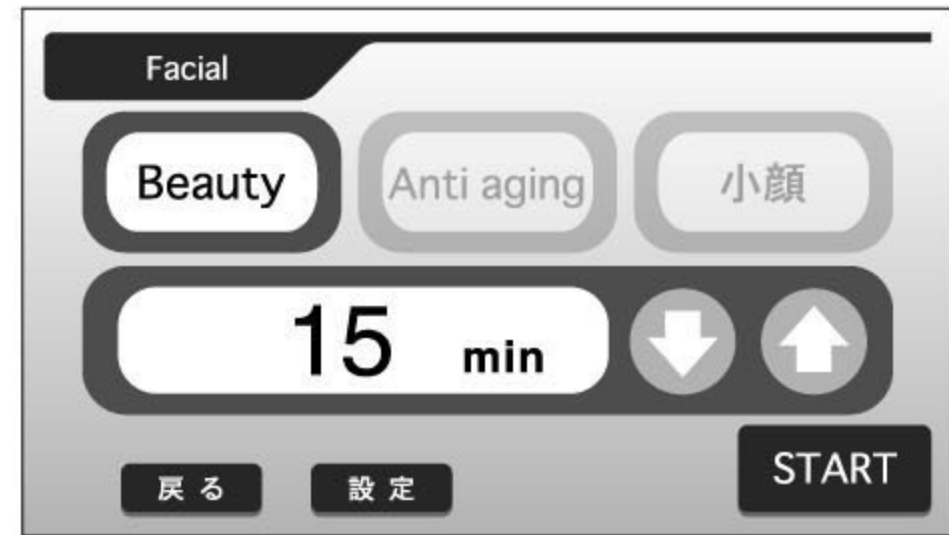 Facial
Beauty Anti aging 小顔
15 min
戻る 設定 START